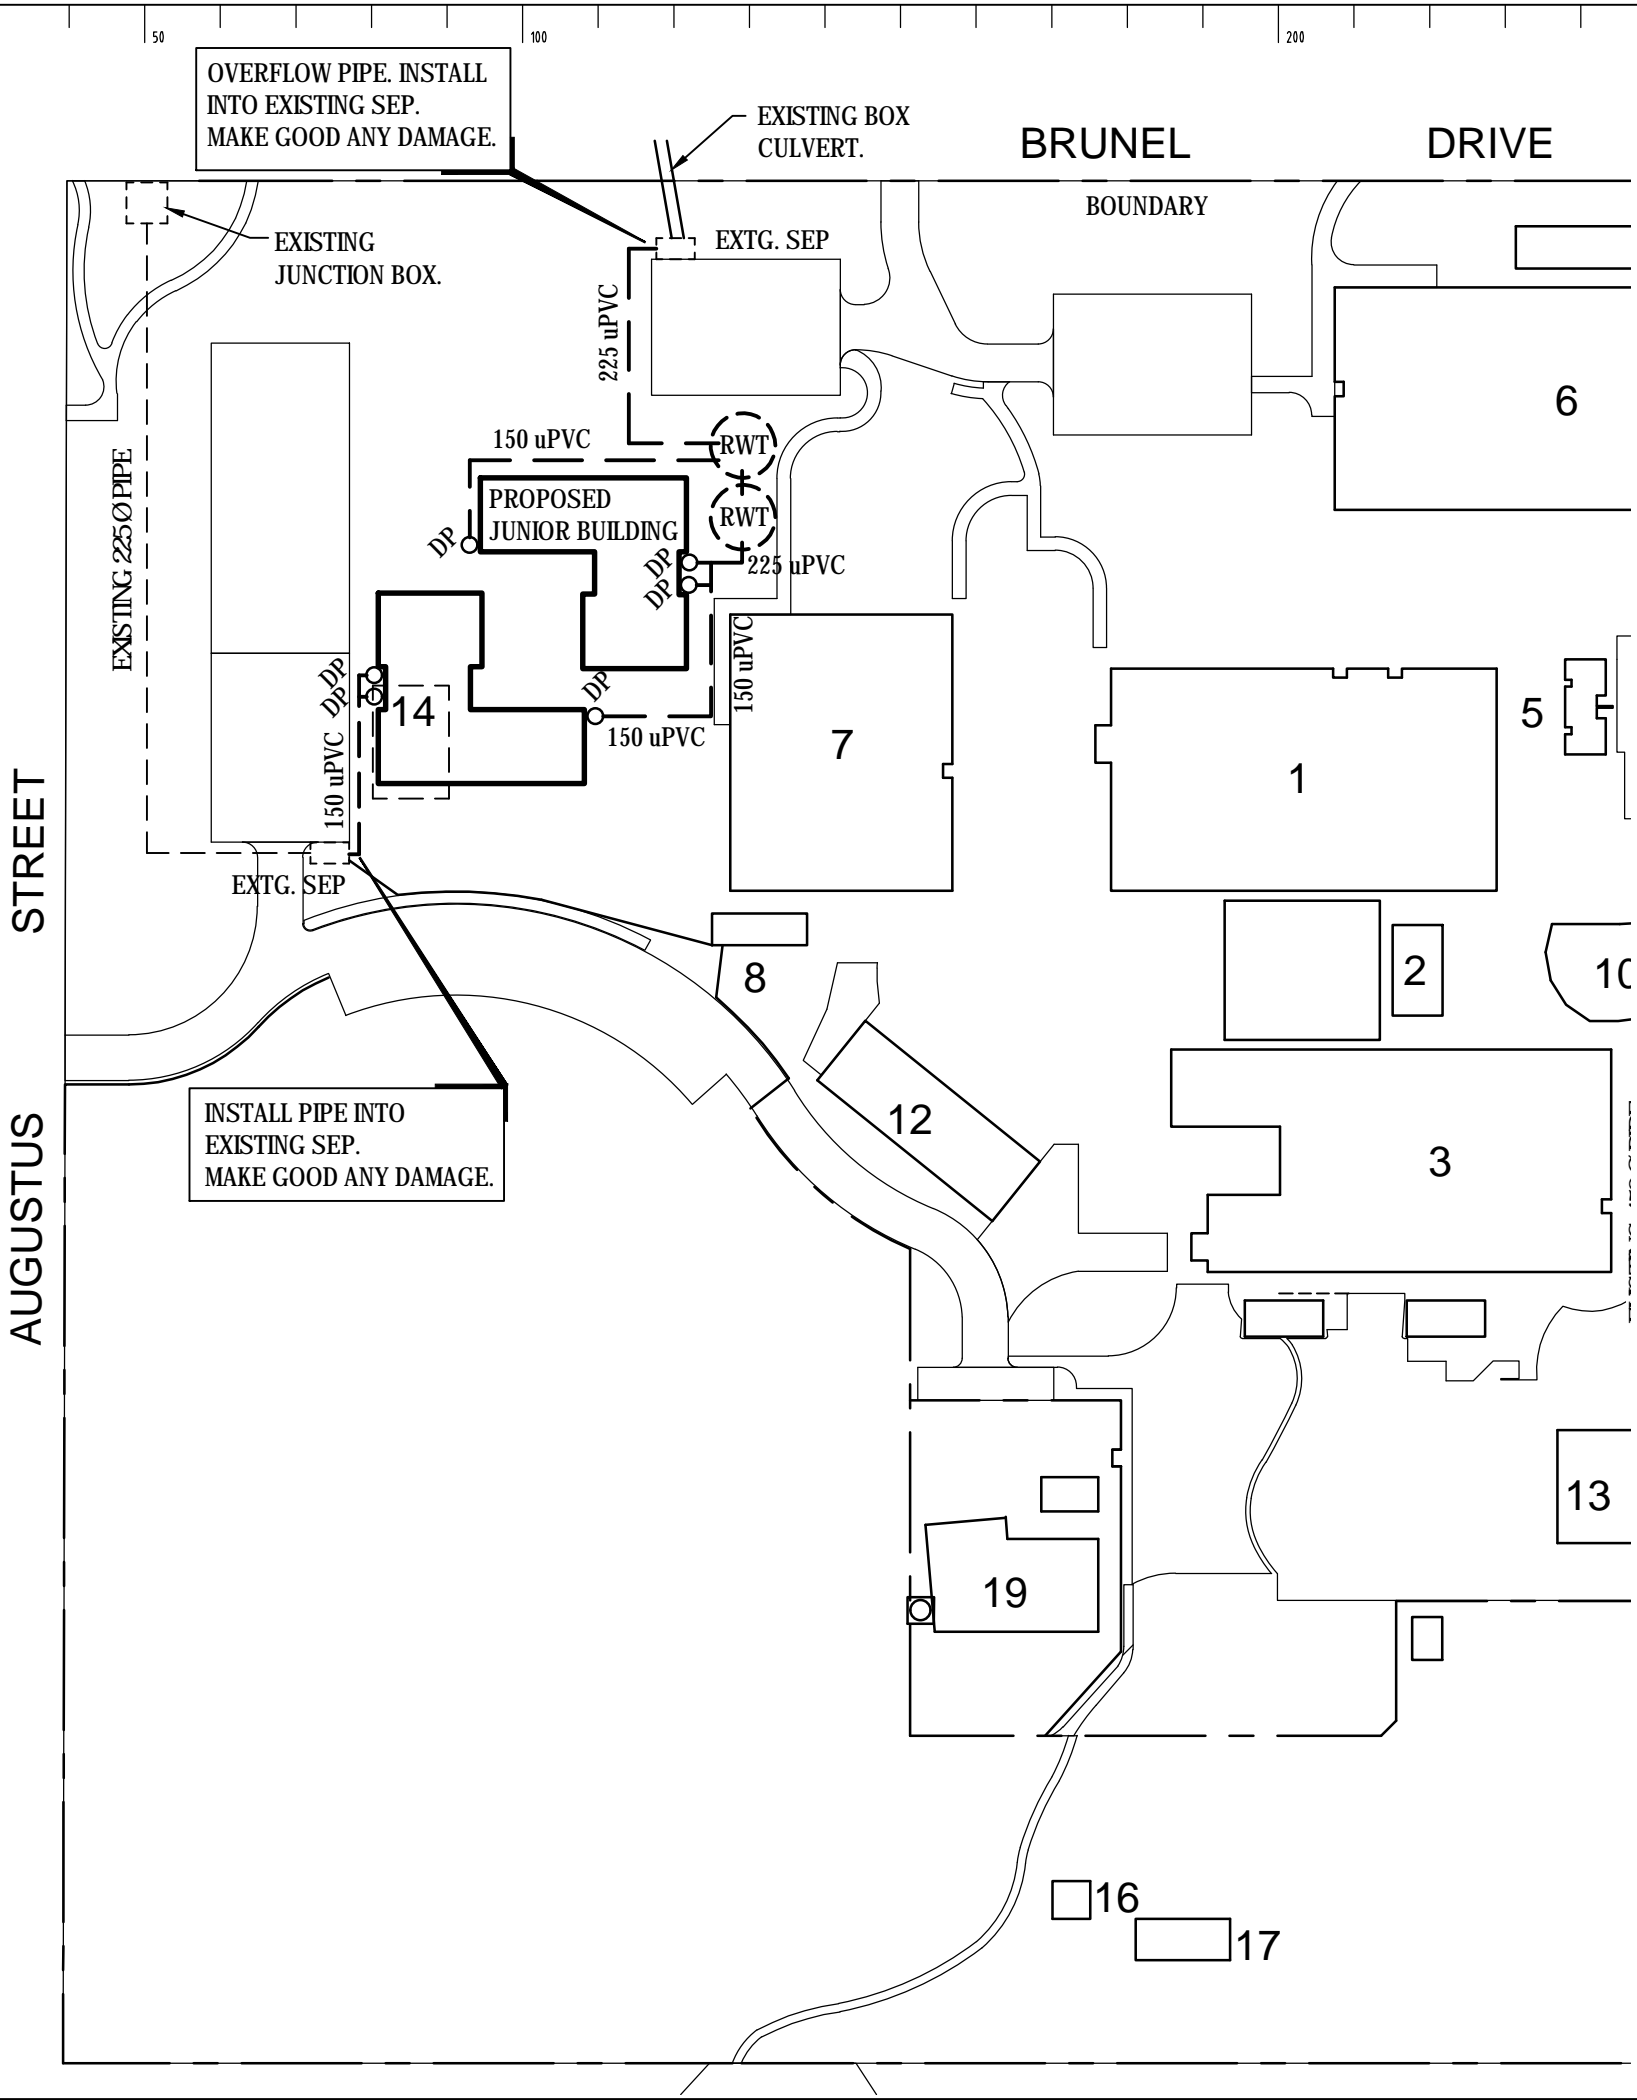 50
100
200
OVERFLOW PIPE. INSTALL
INTO EXISTING SEP.
MAKE GOOD ANY DAMAGE.
EXISTING BOX
CULVERT.
BRUNEL DRIVE
BOUNDARY
EXISTING
JUNCTION BOX.
EXTG. SEP
225 uPVC
6
150 uPVC
RWT
RWT
EXISTING 225Ø PIPE
PROPOSED
JUNIOR BUILDING
DP
DP
DP
225 uPVC
150 uPVC
DP
DP
DP
14
150 uPVC
150 uPVC
7
1
5
EXTG. SEP
STREET
8
2
10
INSTALL PIPE INTO
EXISTING SEP.
MAKE GOOD ANY DAMAGE.
12
3
AUGUSTUS
13
19
16
17